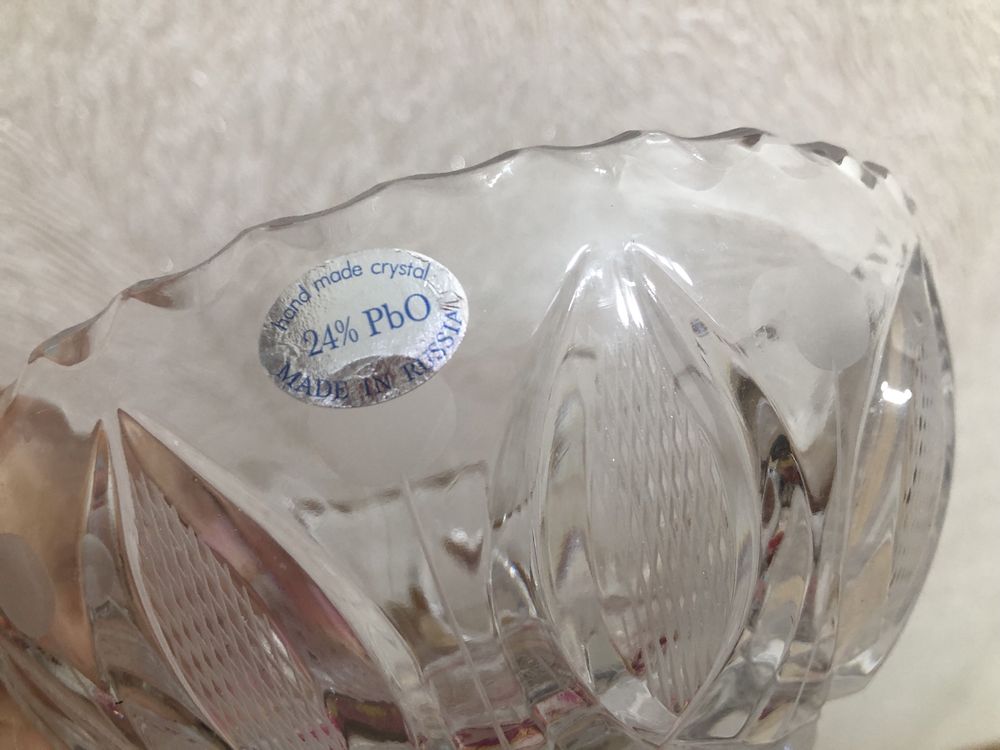 hand made crystal
24% PbO
MADE IN RUSSIA